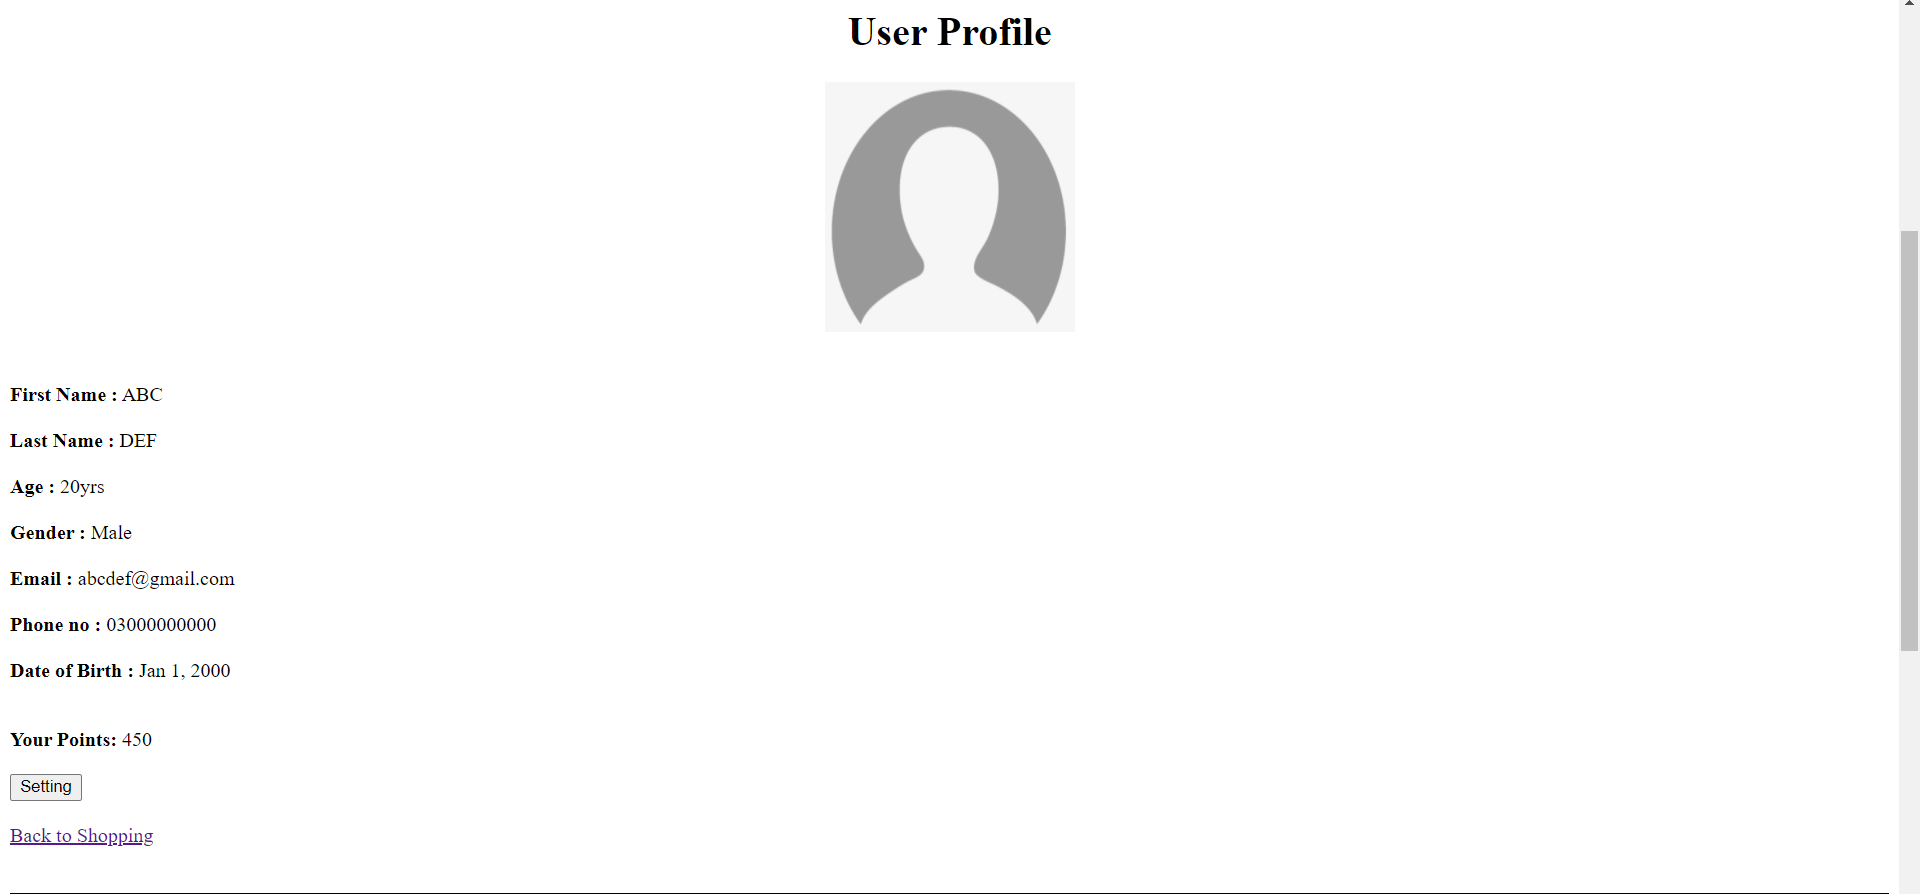 User Profile
First Name : ABC
Last Name : DEF
Age : 20yrs
Gender : Male
Email : abcdef@gmail.com
Phone no : 03000000000
Date of Birth : Jan 1, 2000
Your Points: 450
Setting
Back to Shopping